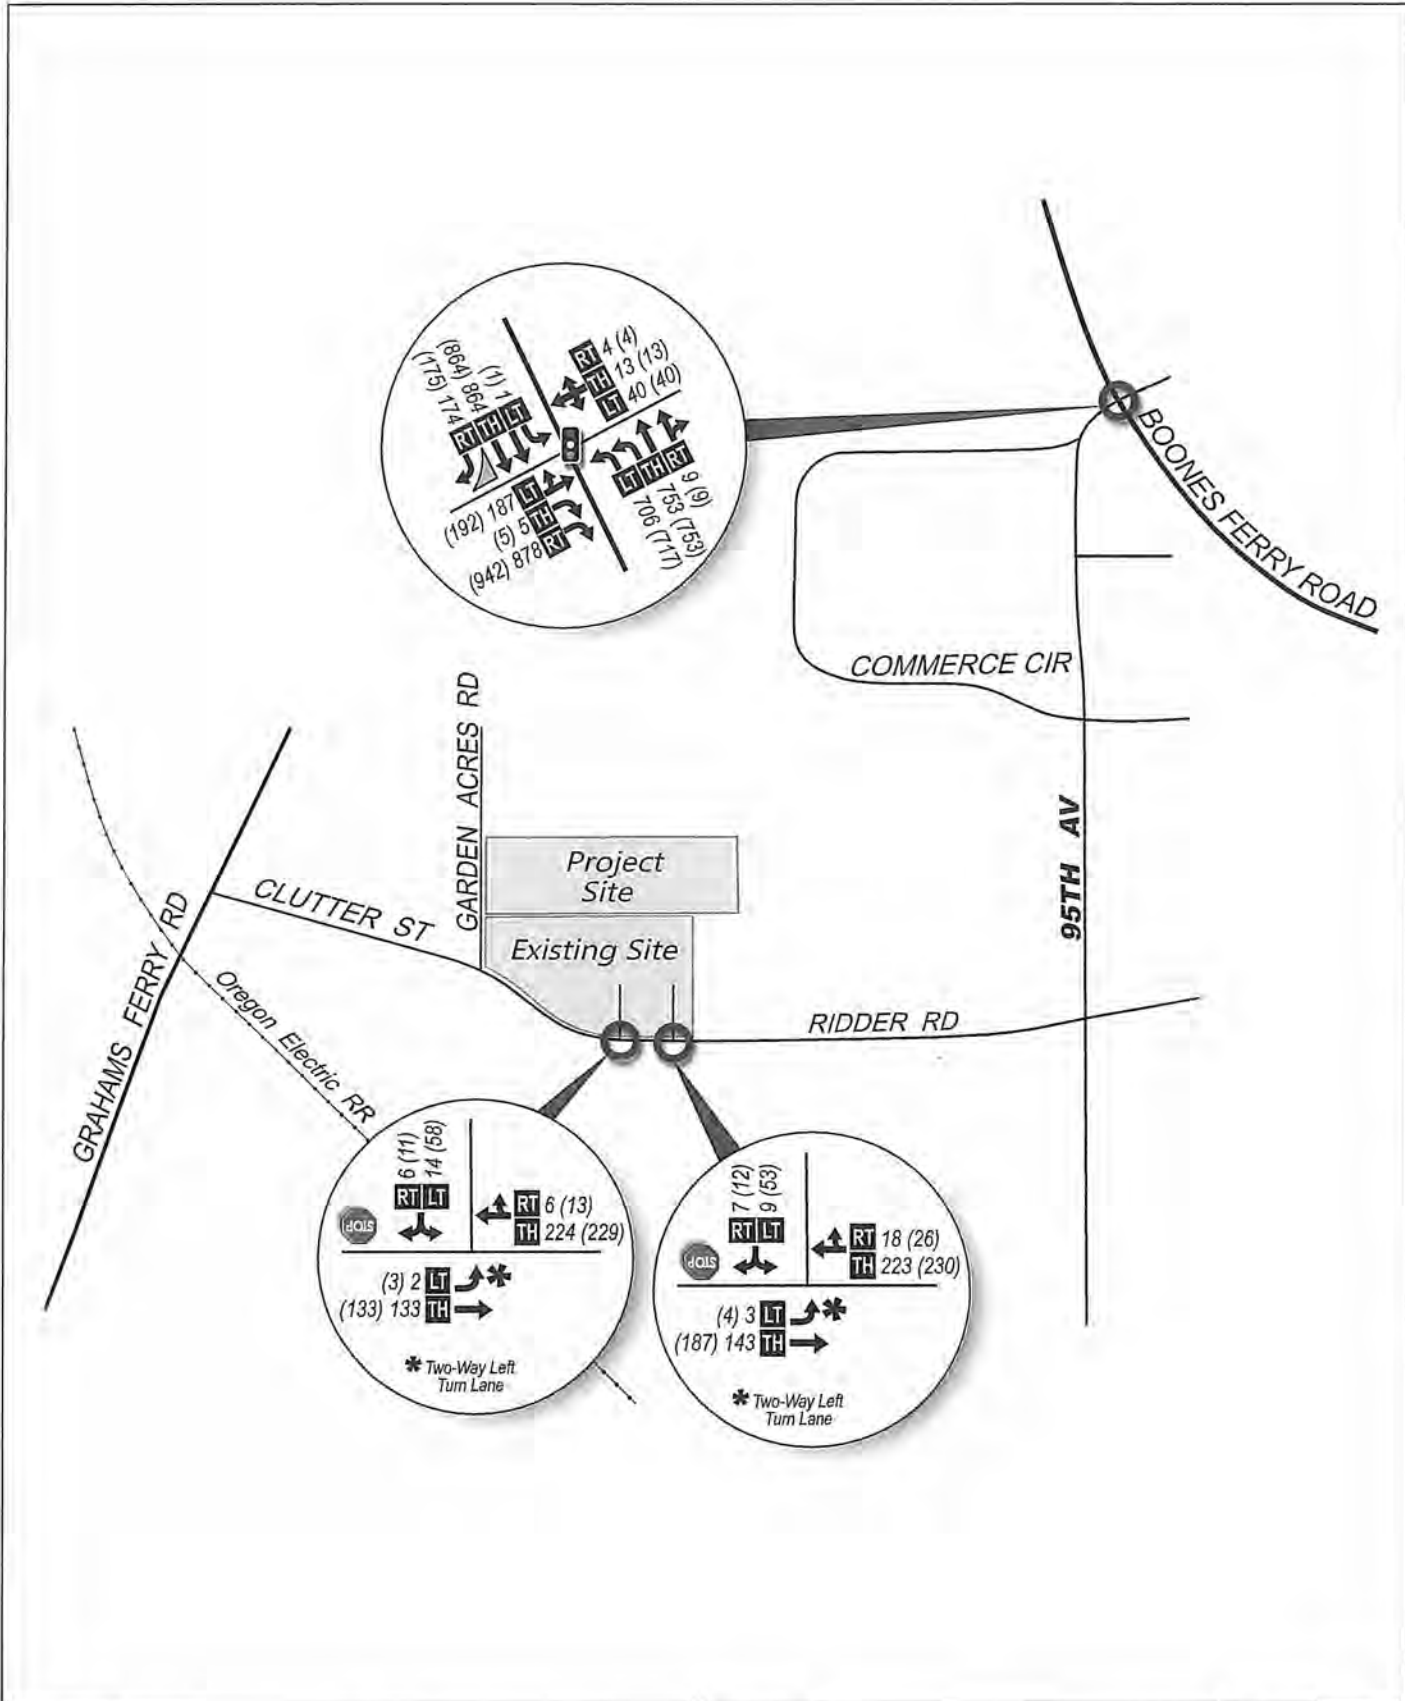 (1) 1 LT
(864) 864 TH
(175) 174 RT
RT 4 (4)
TH 13 (13)
LT 40 (40)
(192) 187 LT
(5) 5 TH
(942) 878 RT
RT 9 (9)
TH 753 (753)
LT 706 (717)
BOONES FERRY ROAD
COMMERCE CIR
GARDEN ACRES RD
95TH AV
Project
Site
CLUTTER ST
Existing Site
GRAHAMS FERRY RD
Oregon Electric RR
RIDDER RD
6 (11)
14 (58)
RT LT
STOP
RT 6 (13)
TH 224 (229)
(3) 2 LT *
(133) 133 TH
* Two-Way Left
Turn Lane
7 (12)
9 (53)
RT LT
STOP
RT 18 (26)
TH 223 (230)
(4) 3 LT *
(187) 143 TH
* Two-Way Left
Turn Lane